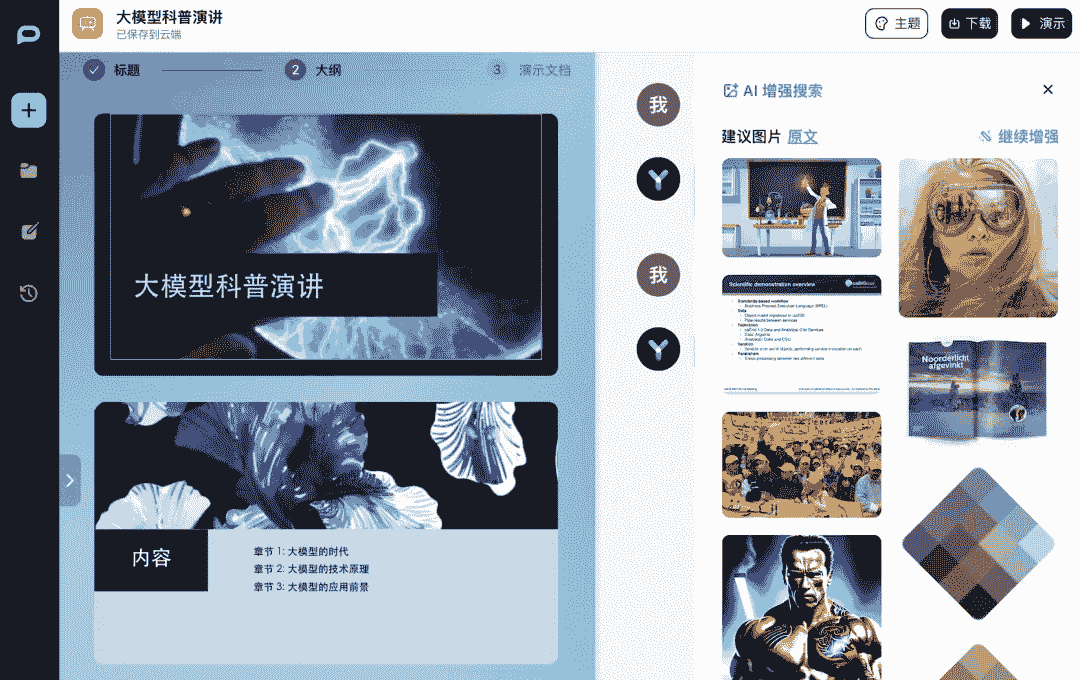 大模型科普演讲
已保存到云端
主题
下载
演示
标题
2
大纲
3
演示文档
大模型科普演讲
内容
章节 1: 大模型的时代
章节 2: 大模型的技术原理
章节 3: 大模型的应用前景
我
我
AI 增强搜索
建议图片 原文
继续增强
Scientific demonstration overview
Noorderlicht
afgevinkt